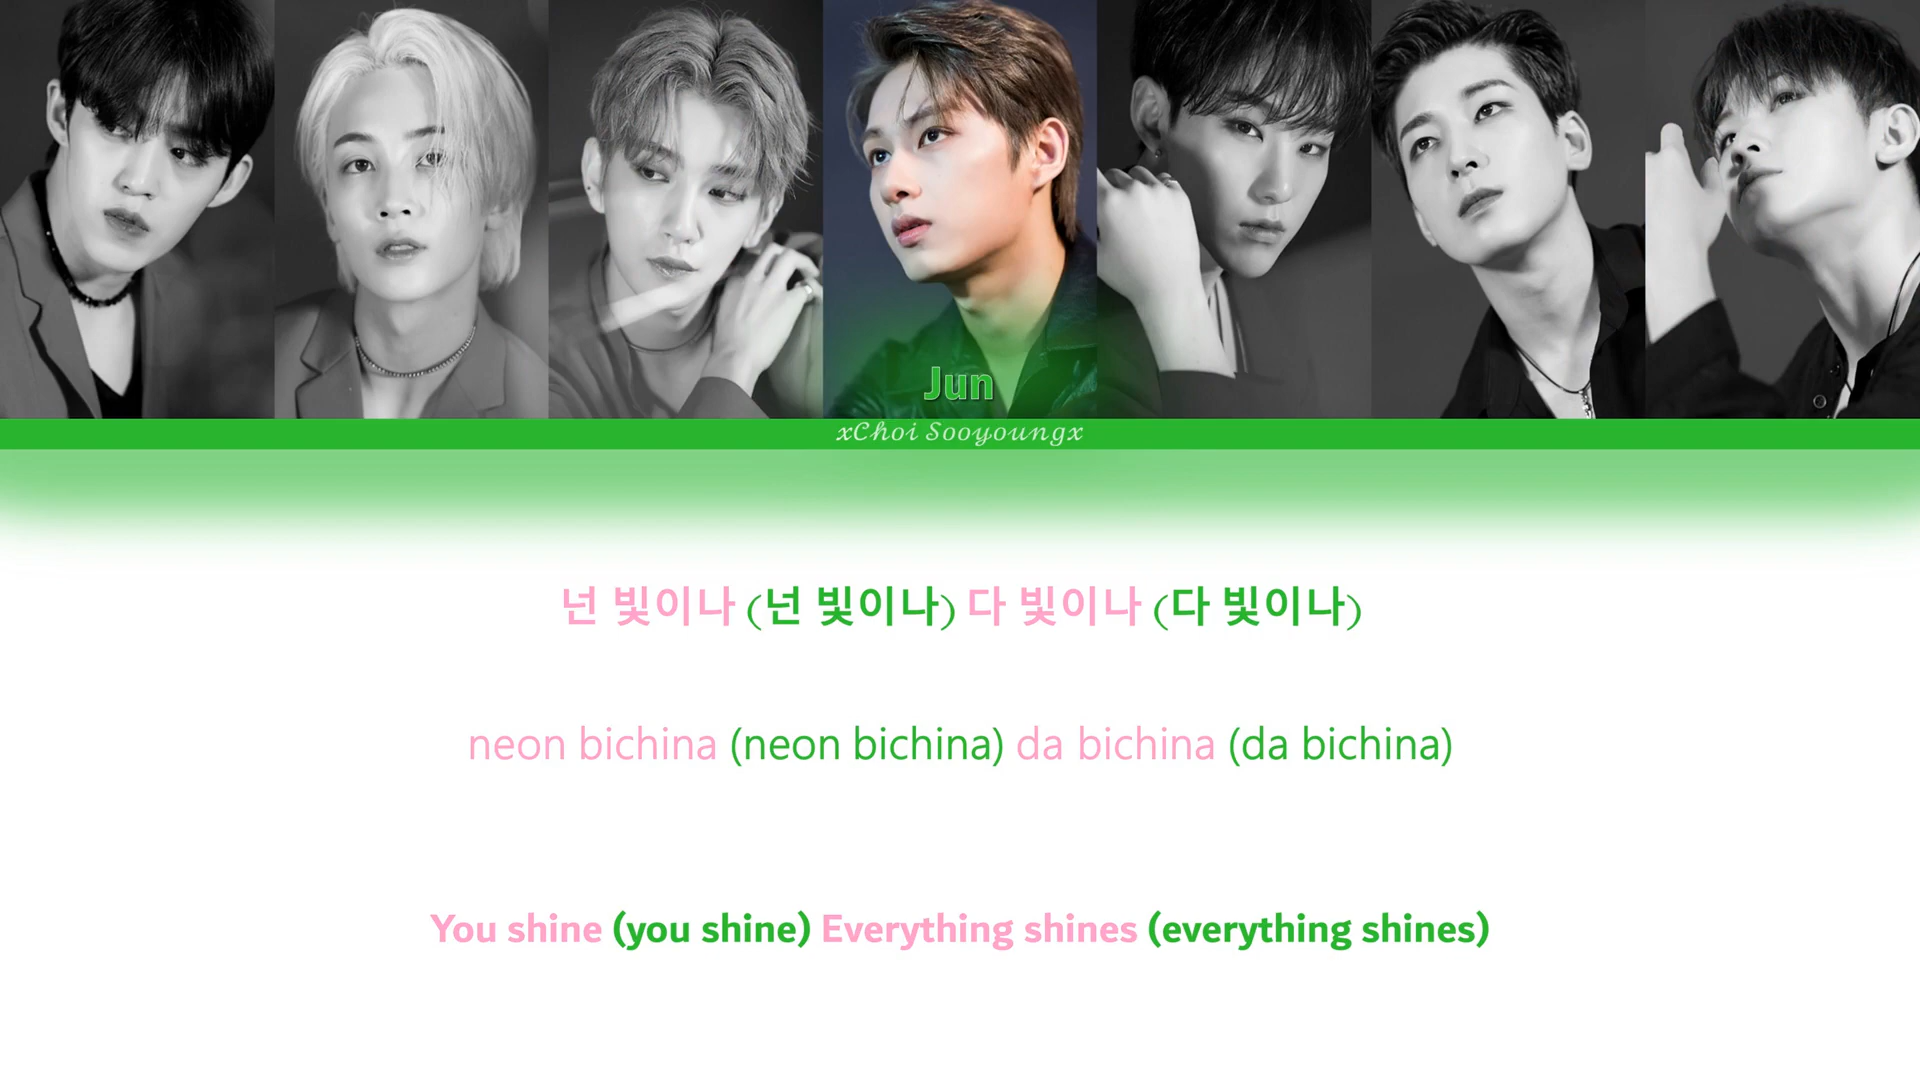 Jun
xChoi Sooyoungx
넌 빛이나 (넌 빛이나) 다 빛이나 (다 빛이나)
neon bichina (neon bichina) da bichina (da bichina)
You shine (you shine) Everything shines (everything shines)